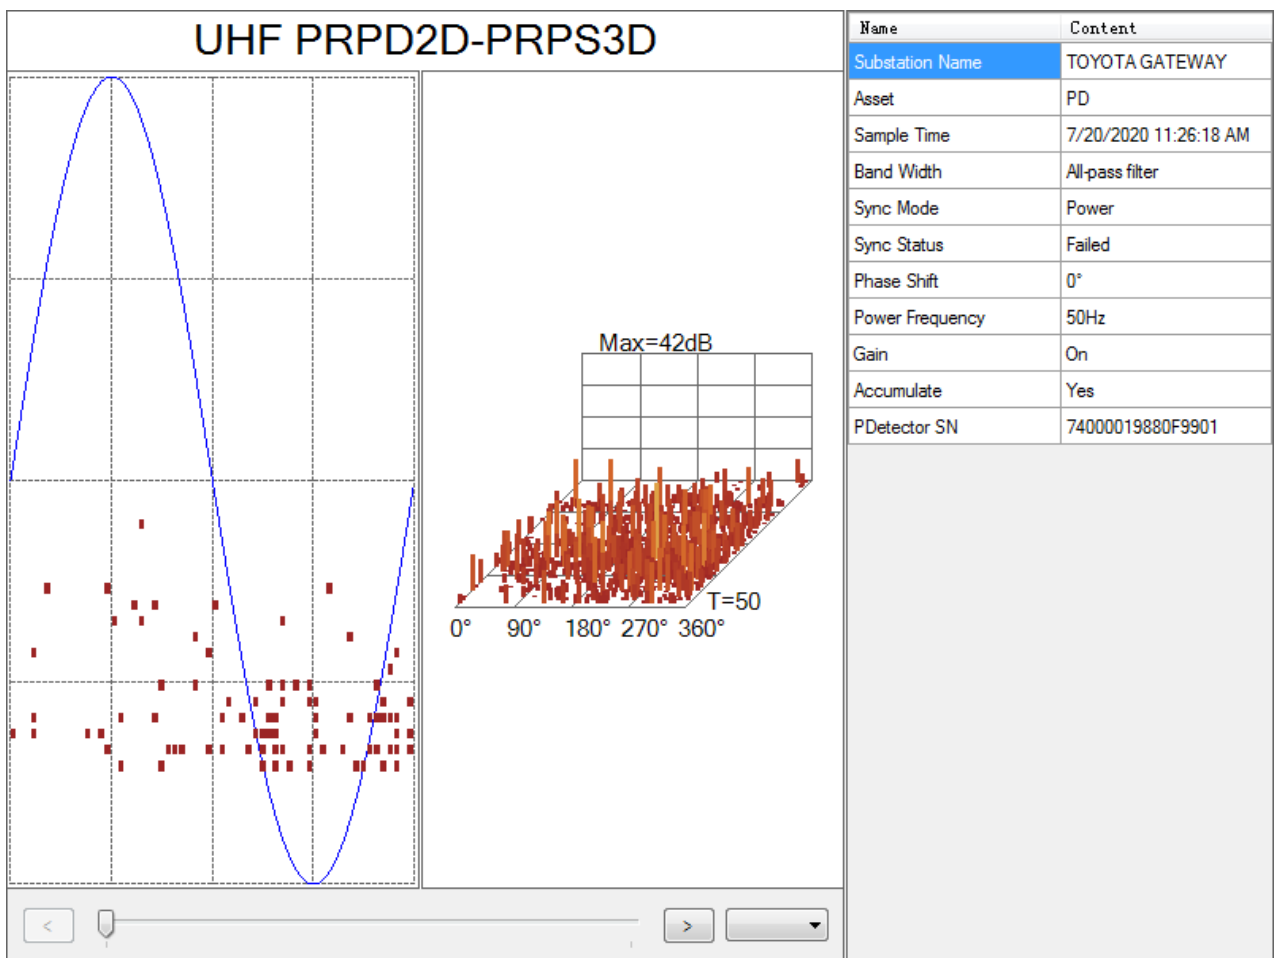 UHF PRPD2D-PRPS3D
Max=42dB
T=50
0° 90° 180° 270° 360°
< >
Name Content
Substation Name TOYOTA GATEWAY
Asset PD
Sample Time 7/20/2020 11:26:18 AM
Band Width All-pass filter
Sync Mode Power
Sync Status Failed
Phase Shift 0°
Power Frequency 50Hz
Gain On
Accumulate Yes
PDetector SN 74000019880F9901